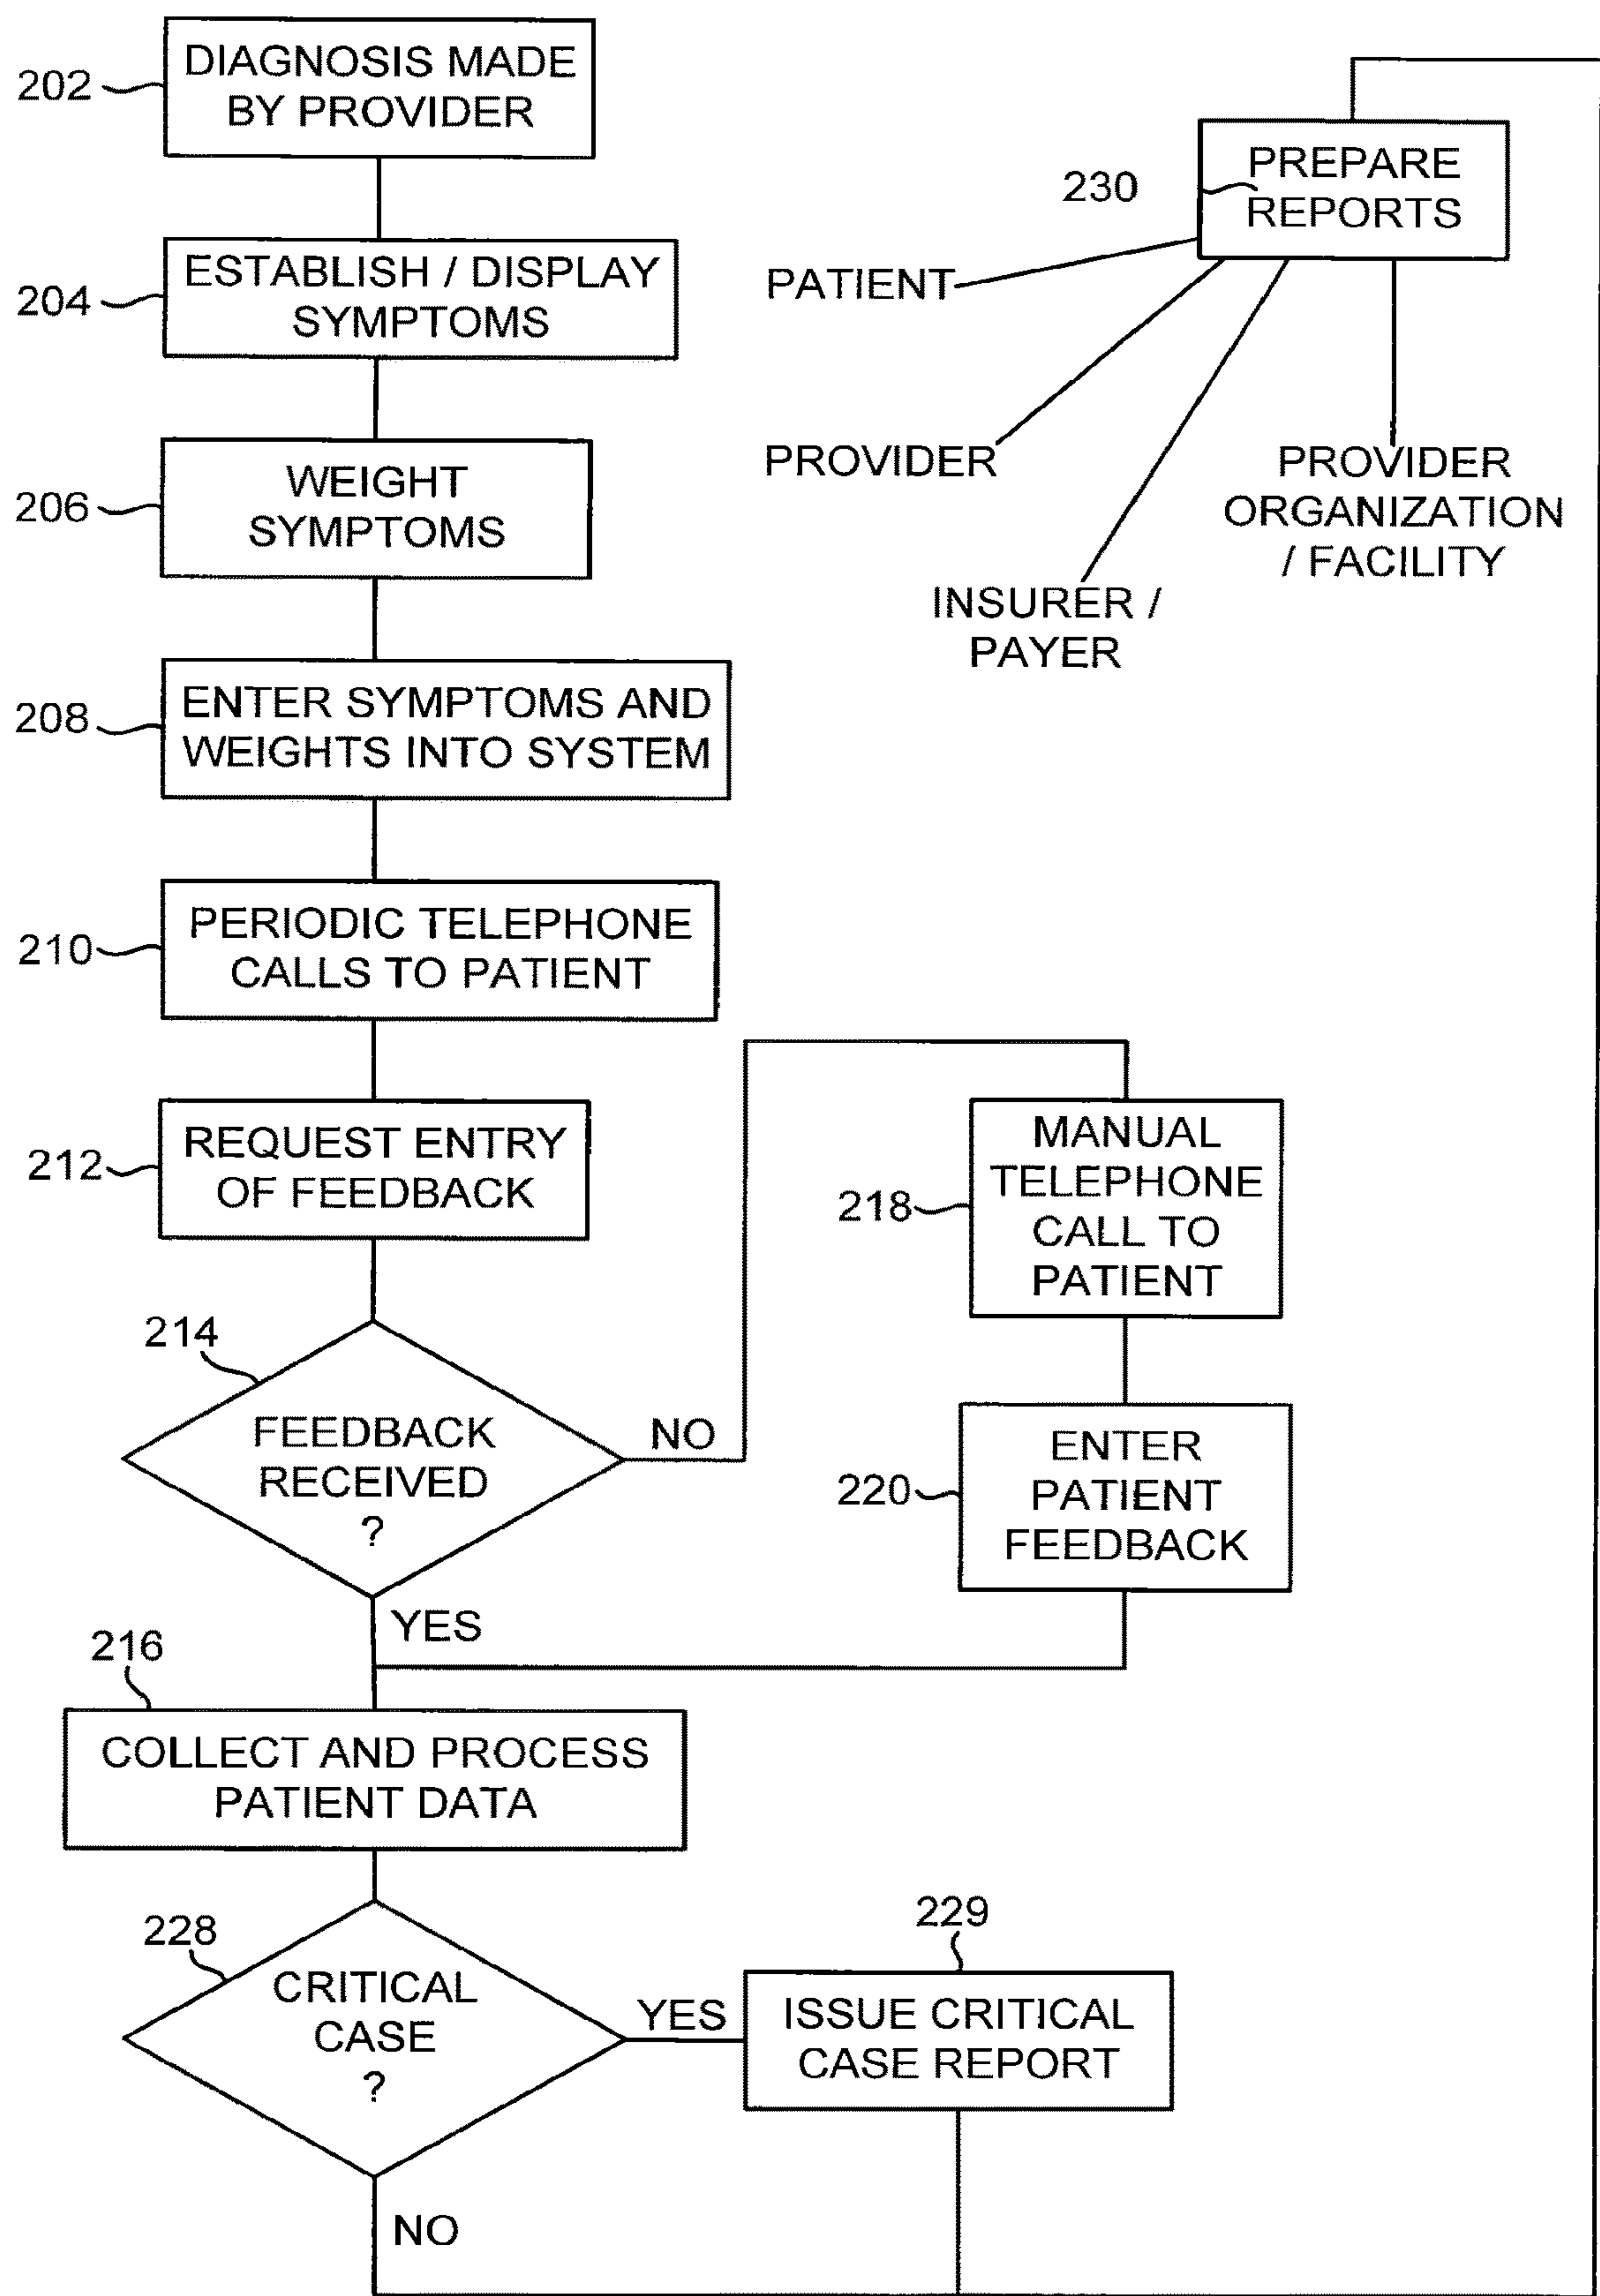 202
DIAGNOSIS MADE
BY PROVIDER
204
ESTABLISH / DISPLAY
SYMPTOMS
206
WEIGHT
SYMPTOMS
208
ENTER SYMPTOMS AND
WEIGHTS INTO SYSTEM
210
PERIODIC TELEPHONE
CALLS TO PATIENT
212
REQUEST ENTRY
OF FEEDBACK
214
FEEDBACK
RECEIVED
?
NO
YES
218
MANUAL
TELEPHONE
CALL TO
PATIENT
220
ENTER
PATIENT
FEEDBACK
216
COLLECT AND PROCESS
PATIENT DATA
228
CRITICAL
CASE
?
YES
NO
229
ISSUE CRITICAL
CASE REPORT
230
PREPARE
REPORTS
PATIENT
PROVIDER
INSURER /
PAYER
PROVIDER
ORGANIZATION
/ FACILITY